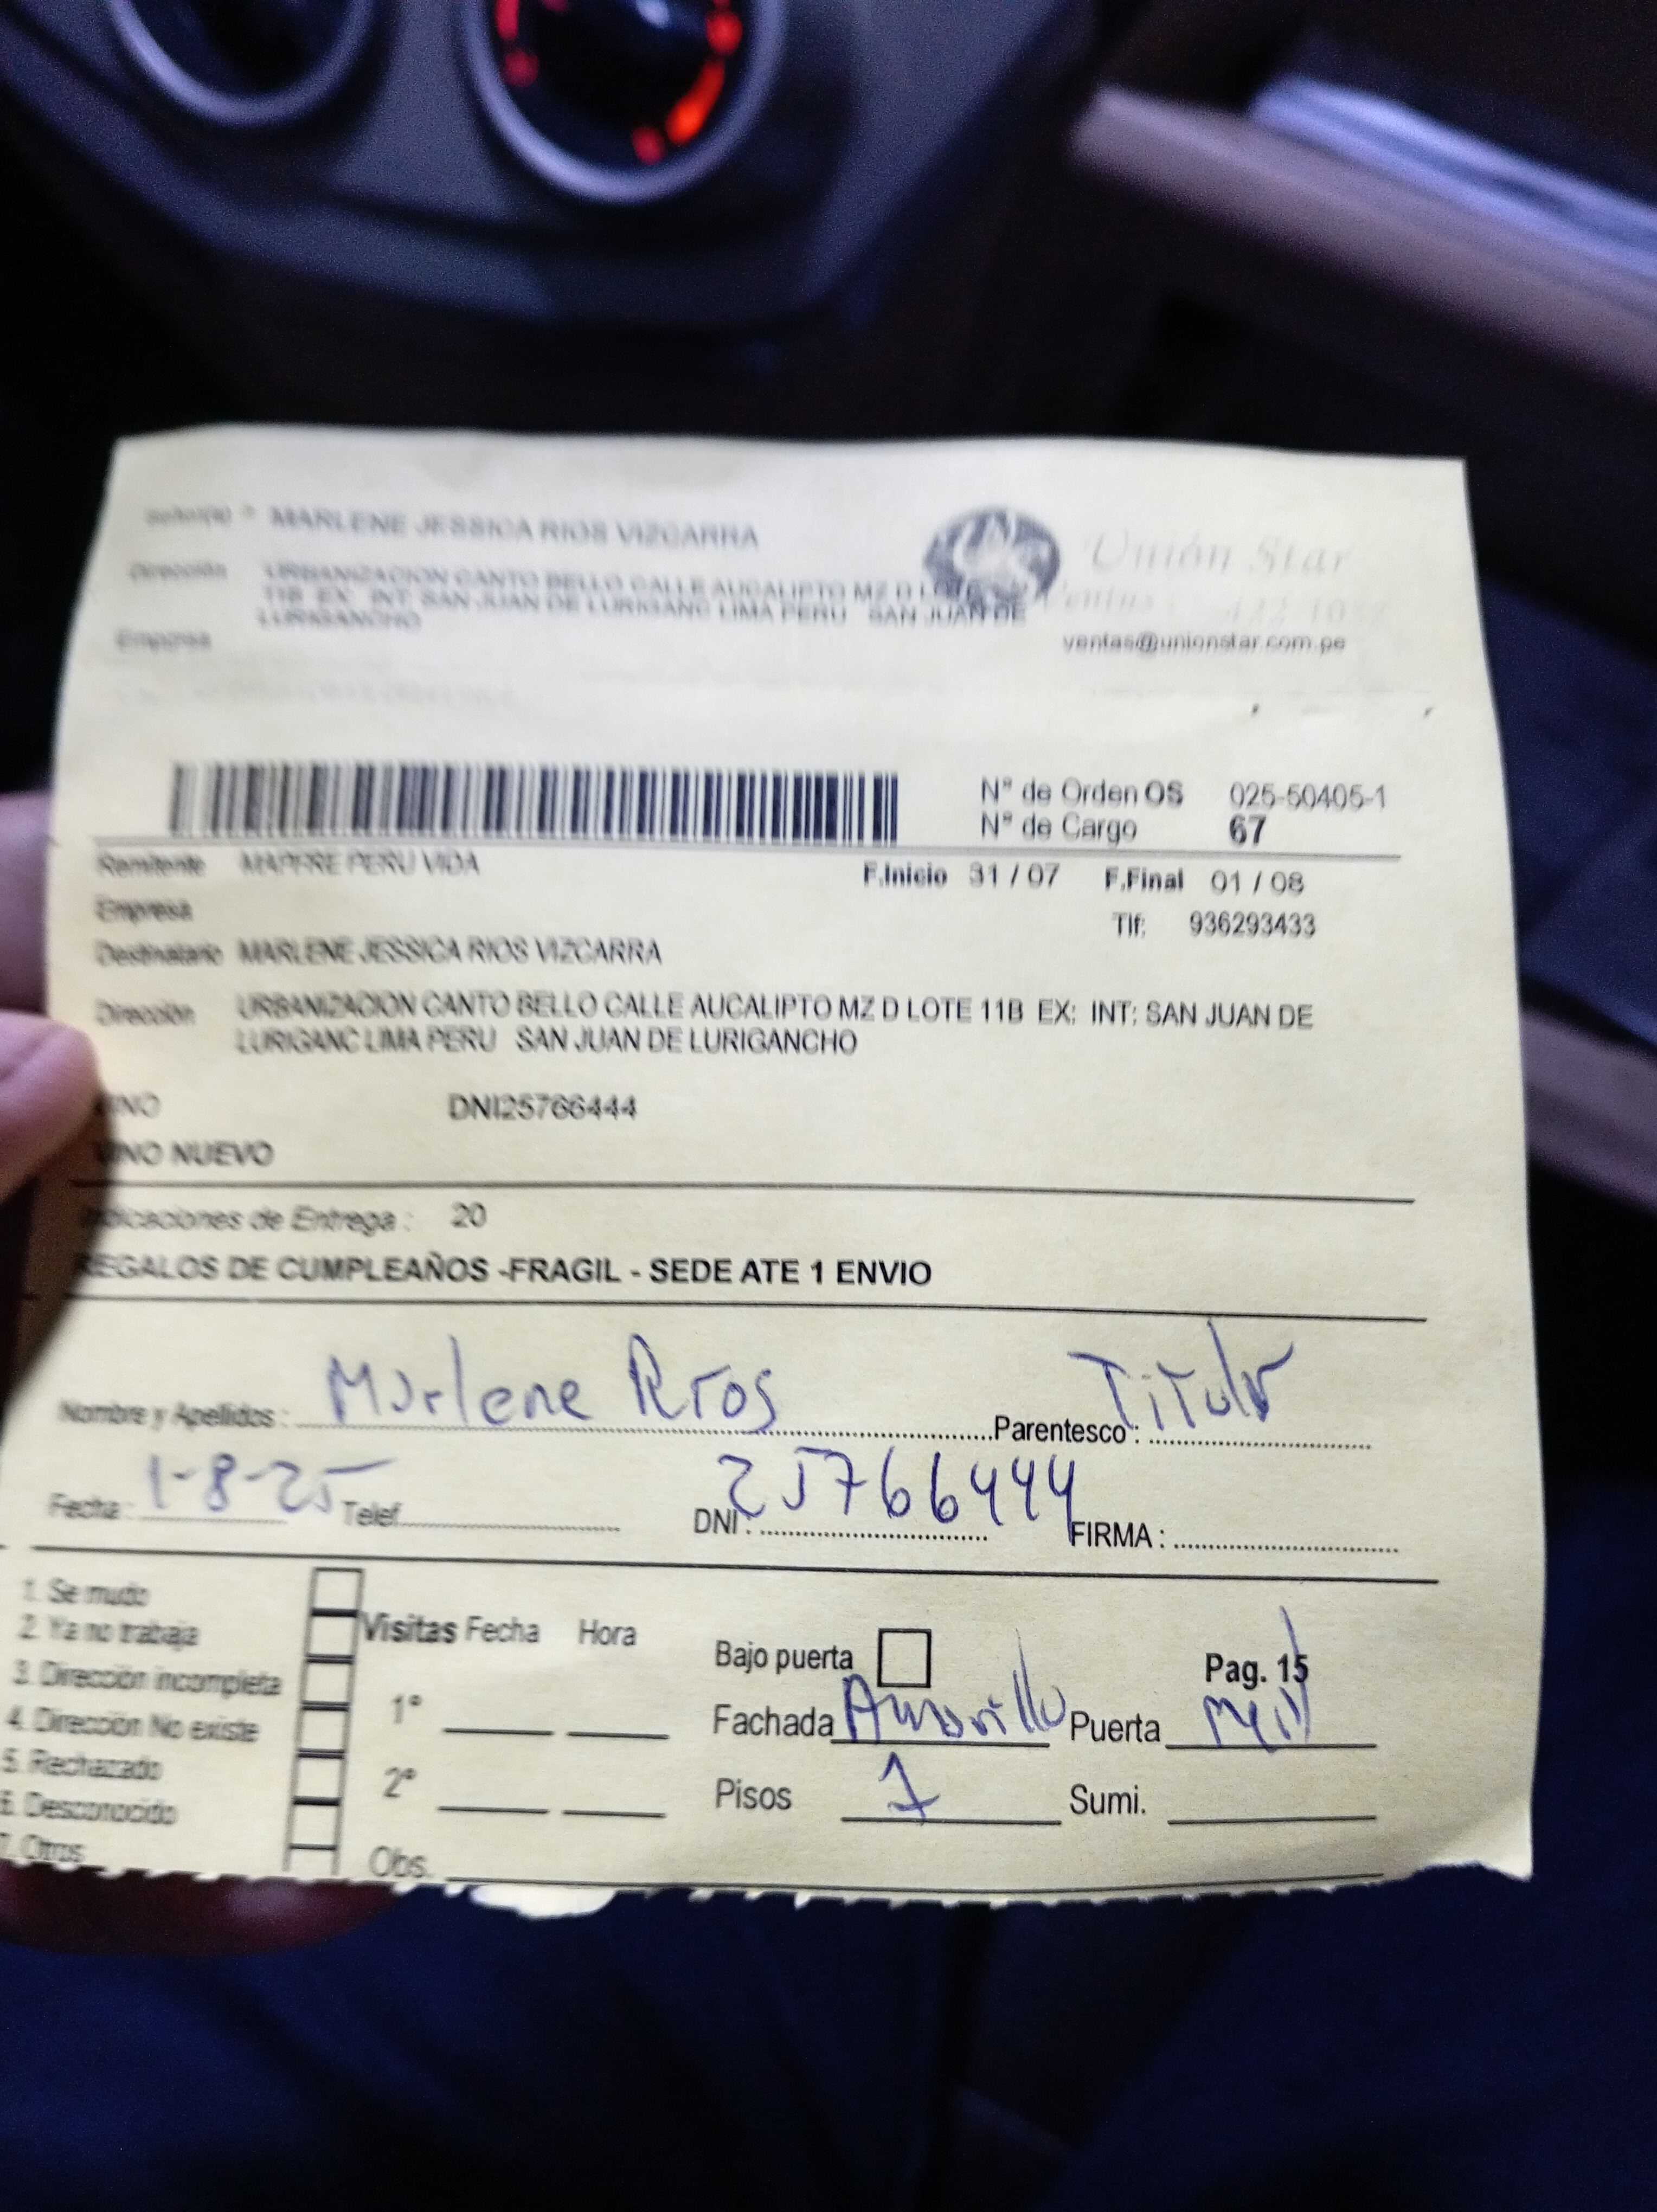 MARLENE JESSICA RIOS VIZCARRA
Unión Star
Dirección URBANIZACION CANTO BELLO CALLE AUCALIPTO MZ D LOTE
11B EX: INT: SAN JUAN DE LURIGANC LIMA PERU SAN JUAN DE
LURIGANCHO
Empresa
ventas@unionstar.com.pe
N° de Orden OS 025-50405-1
N° de Cargo 67
Remitente MAPFRE PERU VIDA F.Inicio 31 / 07 F.Final 01 / 08
Empresa Tlf: 936293433
Destinatario MARLENE JESSICA RIOS VIZCARRA
Dirección URBANIZACION CANTO BELLO CALLE AUCALIPTO MZ D LOTE 11B EX: INT: SAN JUAN DE
LURIGANC LIMA PERU SAN JUAN DE LURIGANCHO
INO DNI25766444
INO NUEVO
Indicaciones de Entrega : 20
REGALOS DE CUMPLEAÑOS -FRAGIL - SEDE ATE 1 ENVIO
Nombre y Apellidos : Marlene Rios Parentesco : Titular
Fecha : 1-8-25 Telef. DNI : 25766444 FIRMA :
1. Se mudo
2. Ya no trabaja
3. Dirección incompleta
4. Dirección No existe
5. Rechazado
6. Desconocido
7. Otros
Visitas Fecha Hora
1°
2°
Obs.
Bajo puerta Pag. 15
Fachada Amarillo Puerta
Pisos 1 Sumi.